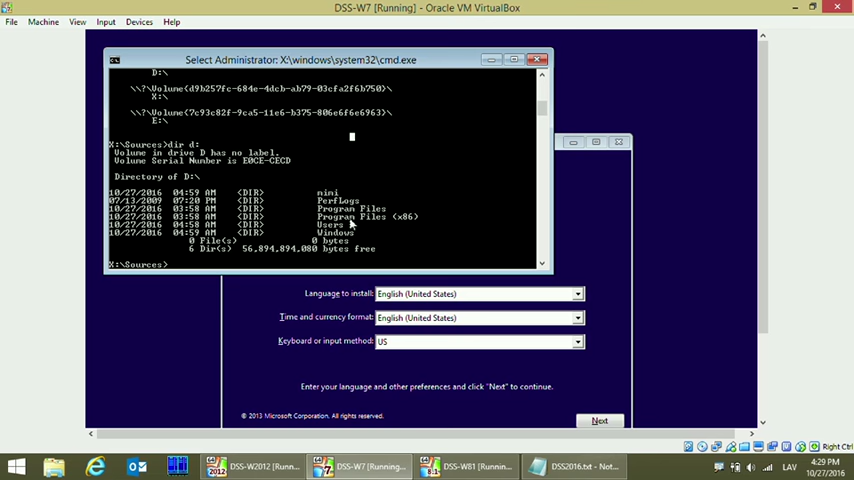 DSS-W7 [Running] - Oracle VM VirtualBox
File Machine View Input Devices Help
Select Administrator: X:\windows\system32\cmd.exe
D:\
\\?\Volume{d9b257fc-684e-4dcb-ab79-03cfa2f6b750}\
X:\
\\?\Volume{7c93c82f-9ca5-11e6-b375-806e6f6e6963}\
E:\
X:\Sources>dir d:
Volume in drive D has no label.
Volume Serial Number is E0CE-CECD
Directory of D:\
10/27/2016 04:59 AM <DIR> mimi
07/13/2009 07:20 PM <DIR> PerfLogs
10/27/2016 03:58 AM <DIR> Program Files
10/27/2016 03:58 AM <DIR> Program Files (x86)
10/27/2016 04:58 AM <DIR> Users
10/27/2016 04:59 AM <DIR> Windows
0 File(s) 0 bytes
6 Dir(s) 56,894,894,080 bytes free
X:\Sources>
Language to install: English (United States)
Time and currency format: English (United States)
Keyboard or input method: US
Enter your language and other preferences and click "Next" to continue.
© 2013 Microsoft Corporation. All rights reserved.
Next
Right Ctrl
2012 DSS-W2012 [Runn...
7 DSS-W7 [Running...
8.1 DSS-W81 [Runnin...
DSS2016.txt - Not...
LAV
4:29 PM
10/27/2016